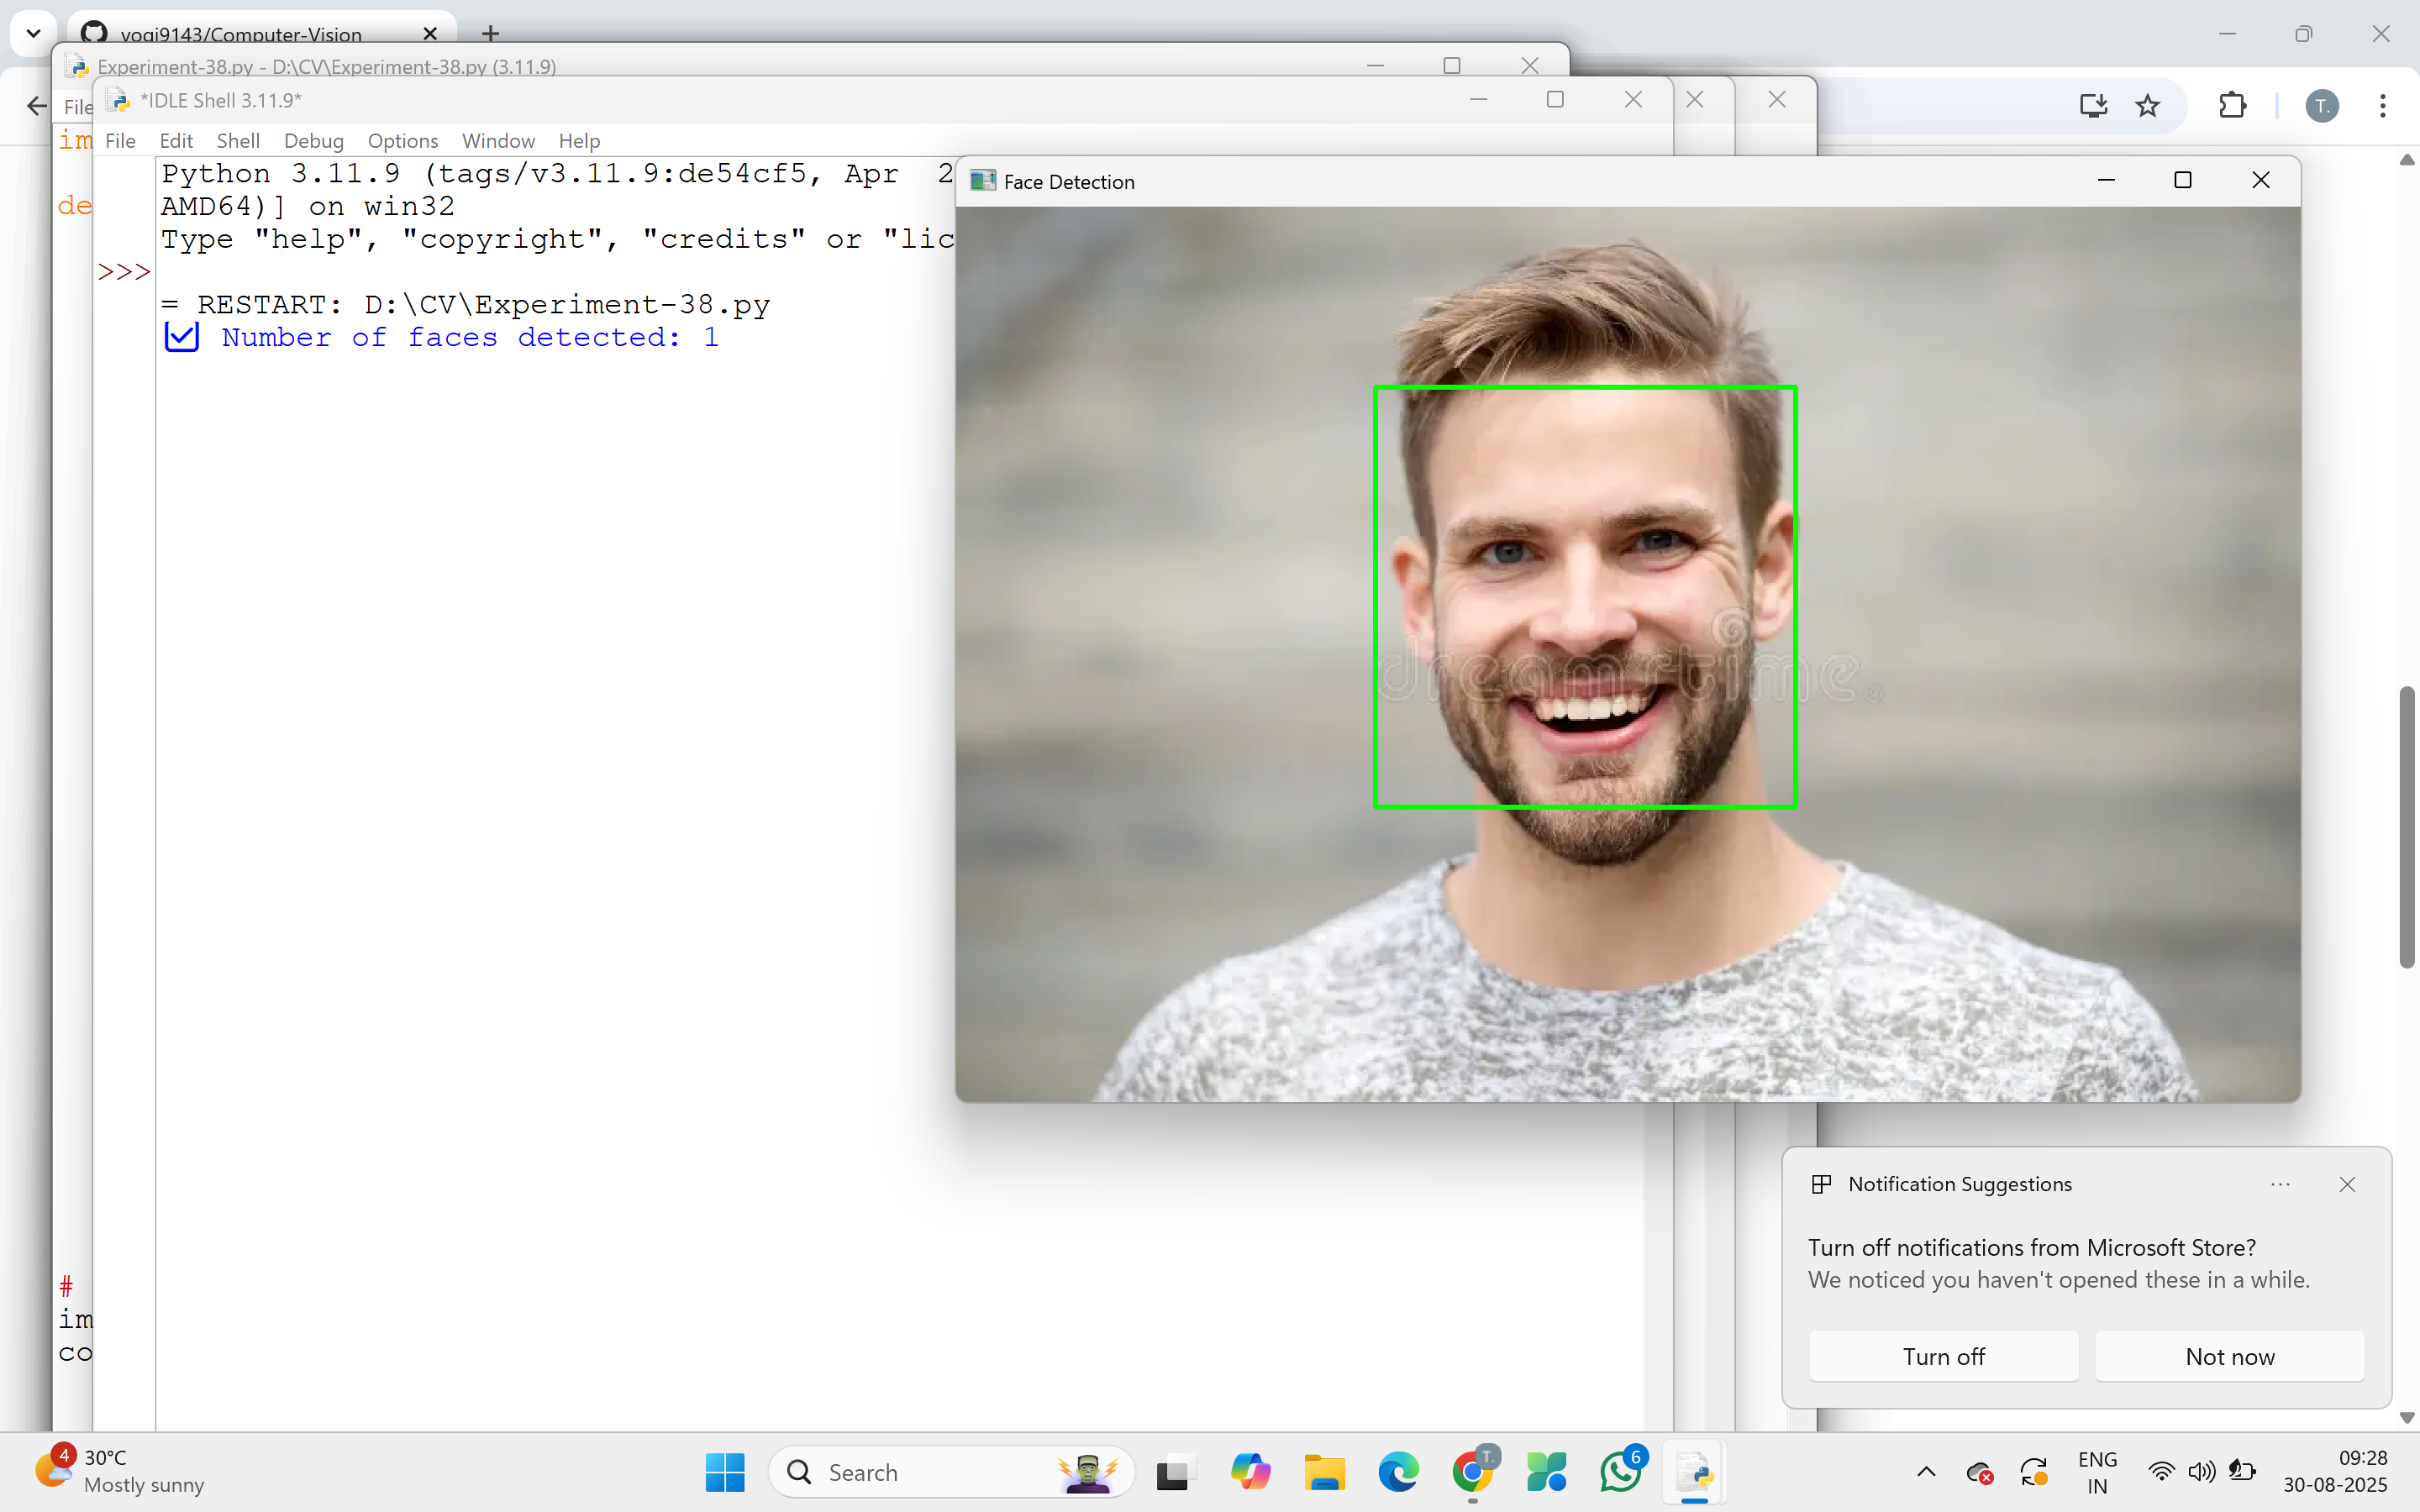 yogi9143/Computer-Vision
Experiment-38.py - D:\CV\Experiment-38.py (3.11.9)
File
*IDLE Shell 3.11.9*
File Edit Shell Debug Options Window Help
im
de
Python 3.11.9 (tags/v3.11.9:de54cf5, Apr 2
AMD64)] on win32
Type "help", "copyright", "credits" or "lic
>>>
= RESTART: D:\CV\Experiment-38.py
Number of faces detected: 1
Face Detection
dreamstime.
T.
#
im
co
Notification Suggestions
Turn off notifications from Microsoft Store?
We noticed you haven't opened these in a while.
Turn off
Not now
4
30°C
Mostly sunny
Search
T.
6
ENG
IN
09:28
30-08-2025